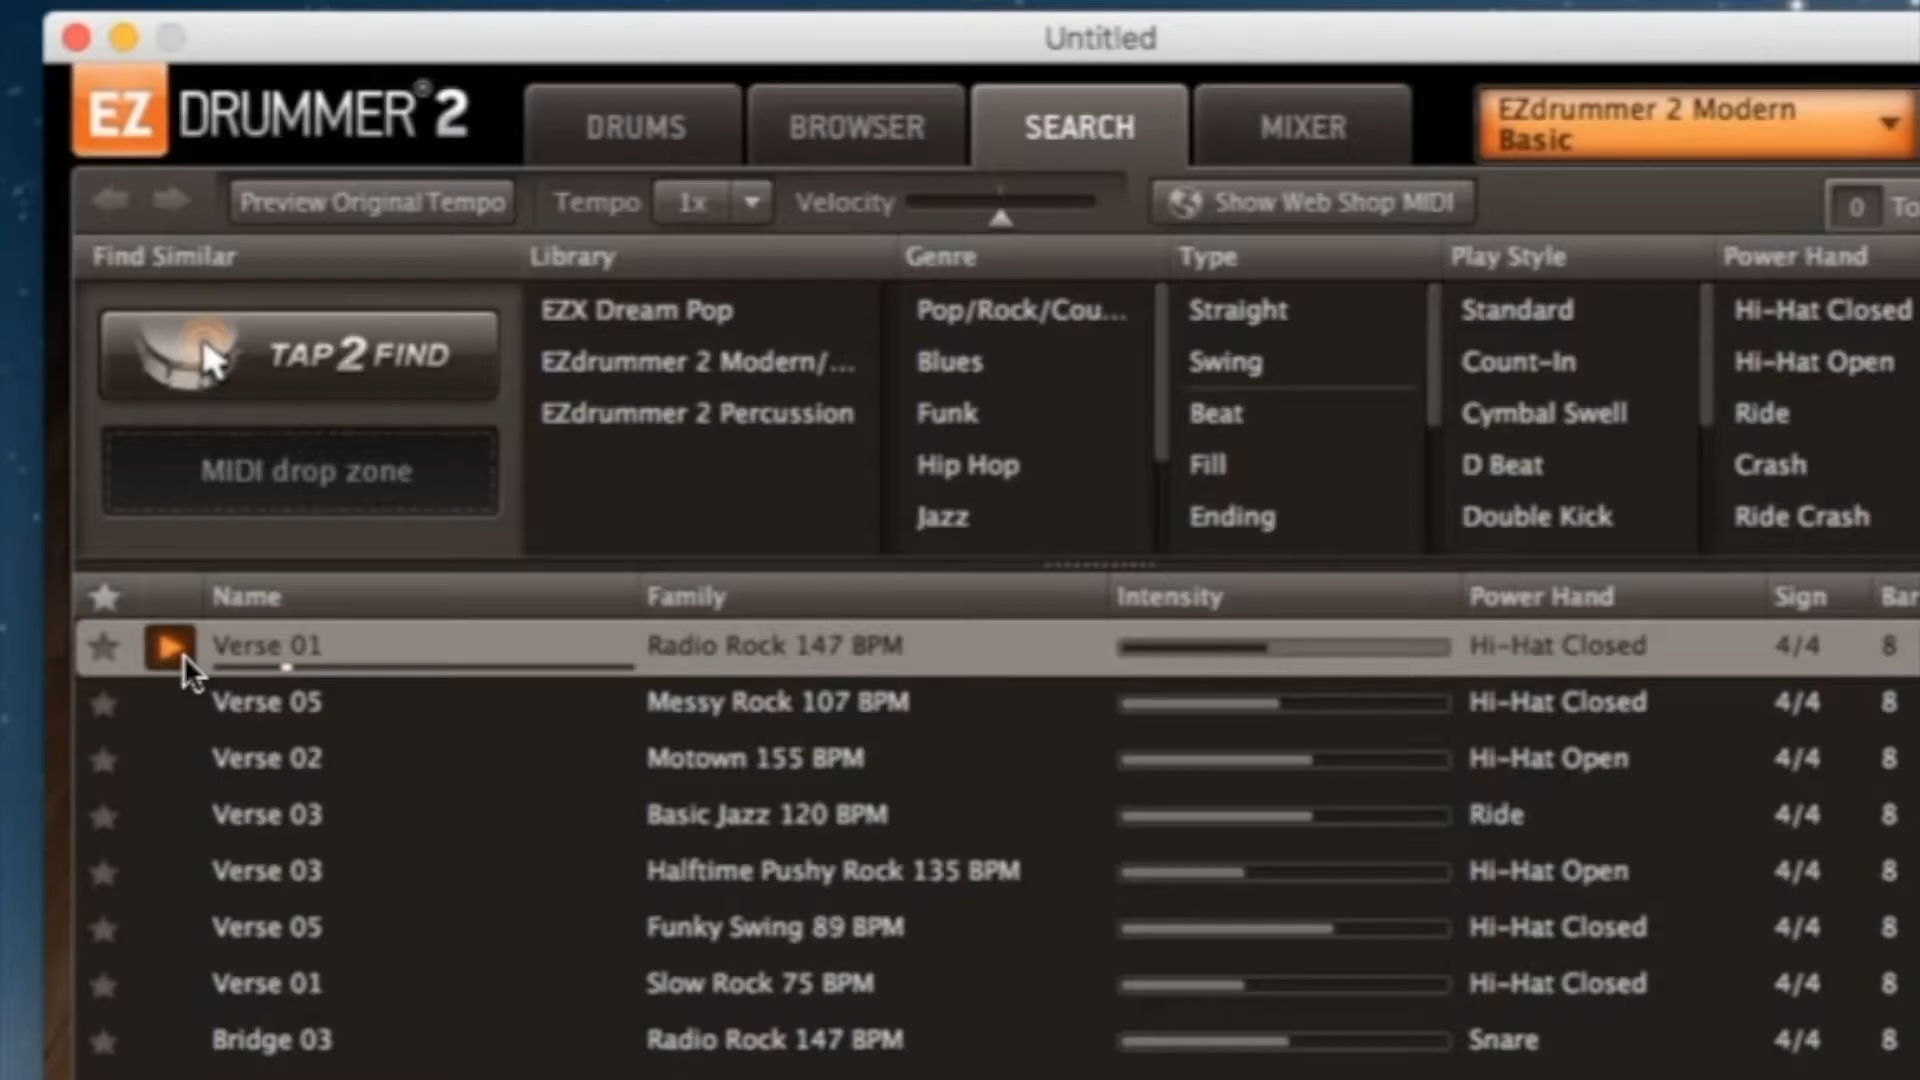 Untitled
EZ DRUMMER® 2
DRUMS BROWSER SEARCH MIXER
EZdrummer 2 Modern
Basic
Preview Original Tempo Tempo 1x Velocity Show Web Shop MIDI 0
Find Similar Library Genre Type Play Style Power Hand
EZX Dream Pop Pop/Rock/Cou... Straight Standard Hi-Hat Closed
TAP 2 FIND EZdrummer 2 Modern/... Blues Swing Count-In Hi-Hat Open
EZdrummer 2 Percussion Funk Beat Cymbal Swell Ride
MIDI drop zone Hip Hop Fill D Beat Crash
Jazz Ending Double Kick Ride Crash
Name Family Intensity Power Hand Sign Bar
Verse 01 Radio Rock 147 BPM Hi-Hat Closed 4/4 8
Verse 05 Messy Rock 107 BPM Hi-Hat Closed 4/4 8
Verse 02 Motown 155 BPM Hi-Hat Open 4/4 8
Verse 03 Basic Jazz 120 BPM Ride 4/4 8
Verse 03 Halftime Pushy Rock 135 BPM Hi-Hat Open 4/4 8
Verse 05 Funky Swing 89 BPM Hi-Hat Closed 4/4 8
Verse 01 Slow Rock 75 BPM Hi-Hat Closed 4/4 8
Bridge 03 Radio Rock 147 BPM Snare 4/4 8